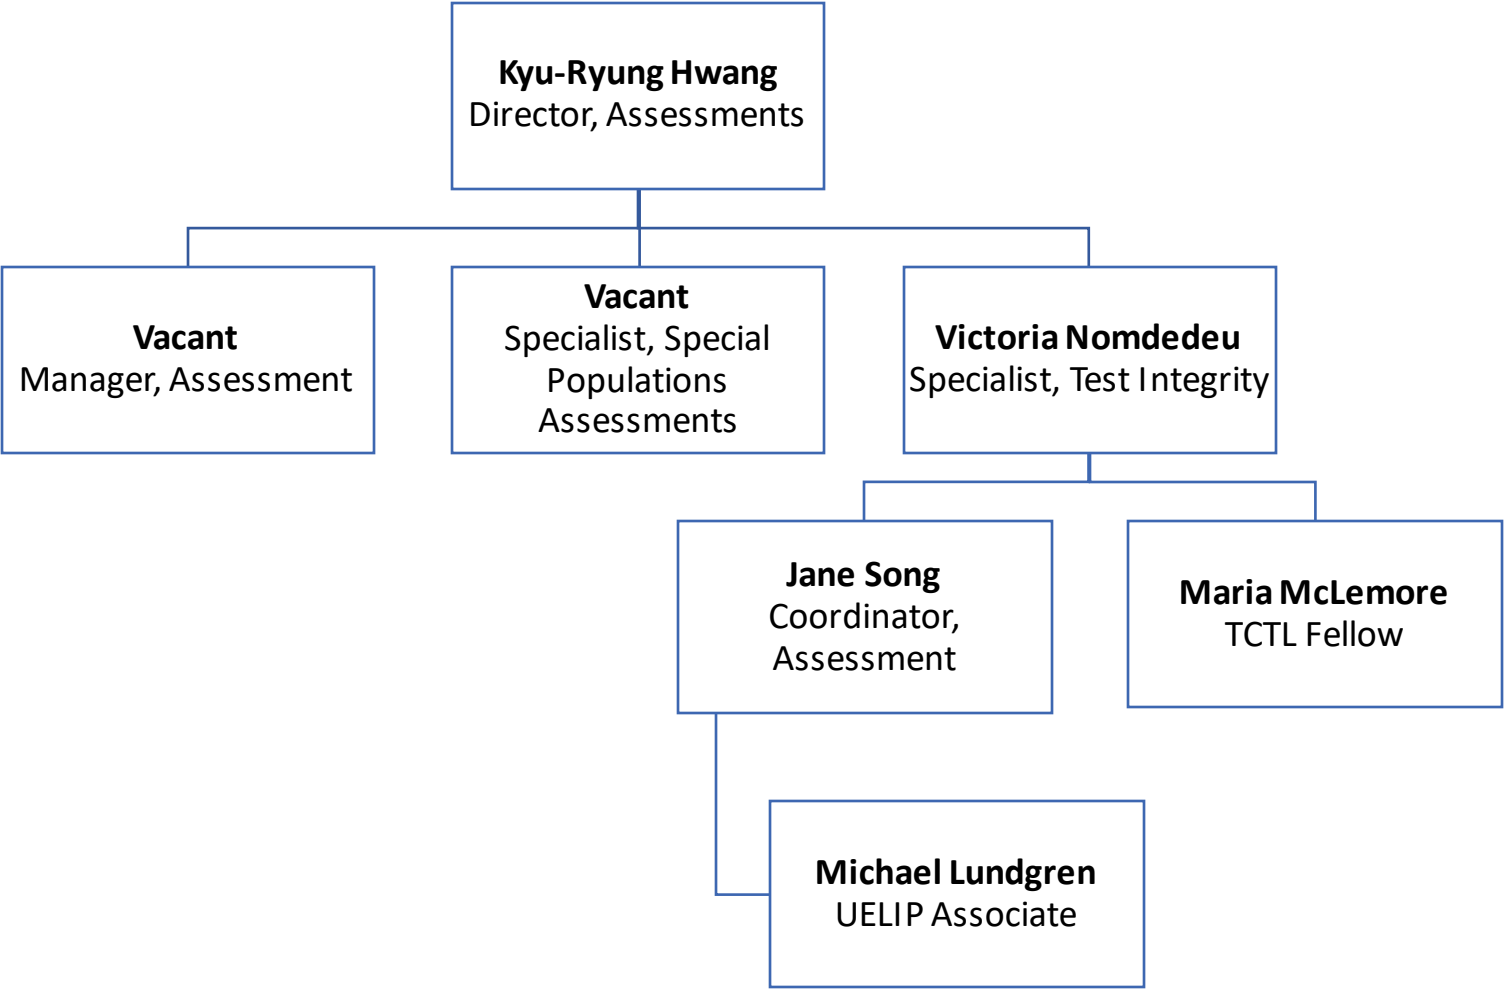 Kyu-Ryung Hwang
Director, Assessments
Vacant
Manager, Assessment
Vacant
Specialist, Special
Populations
Assessments
Victoria Nomdedeu
Specialist, Test Integrity
Jane Song
Coordinator,
Assessment
Maria McLemore
TCTL Fellow
Michael Lundgren
UELIP Associate